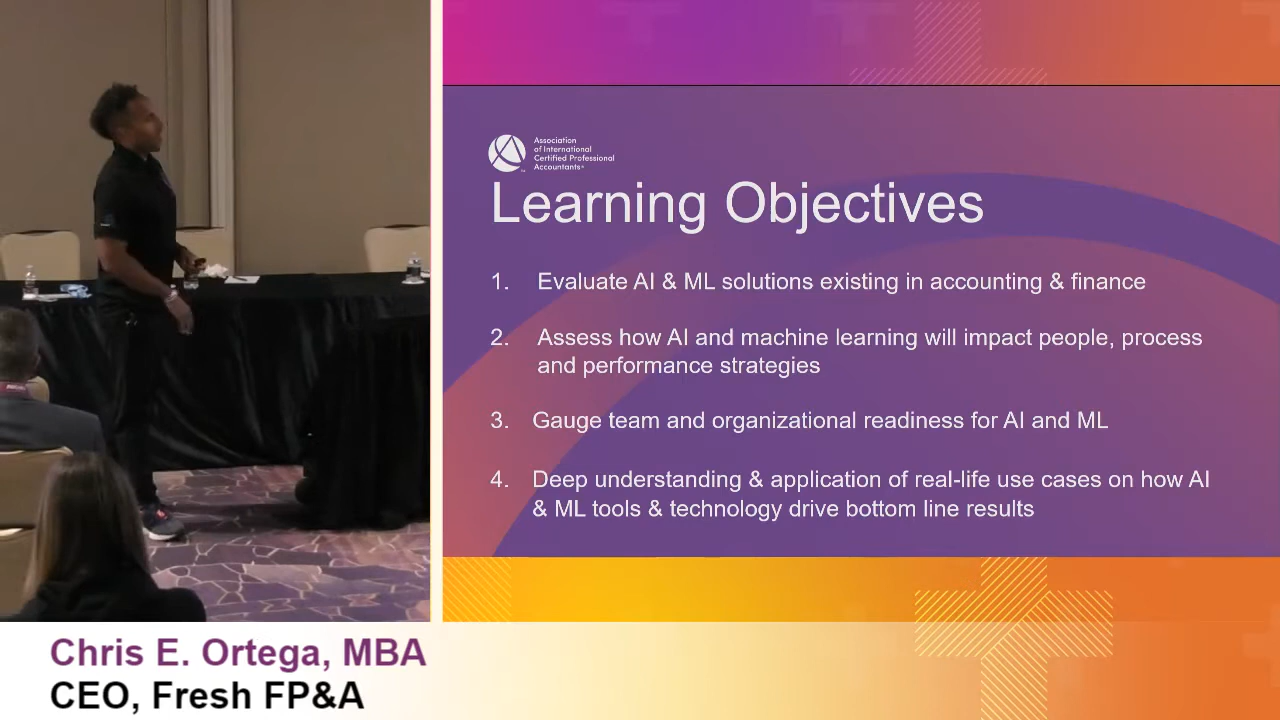 Association
of International
Certified Professional
Accountants
Learning Objectives
1. Evaluate AI & ML solutions existing in accounting & finance
2. Assess how AI and machine learning will impact people, process
and performance strategies
3. Gauge team and organizational readiness for AI and ML
4. Deep understanding & application of real-life use cases on how AI
& ML tools & technology drive bottom line results
Chris E. Ortega, MBA
CEO, Fresh FP&A